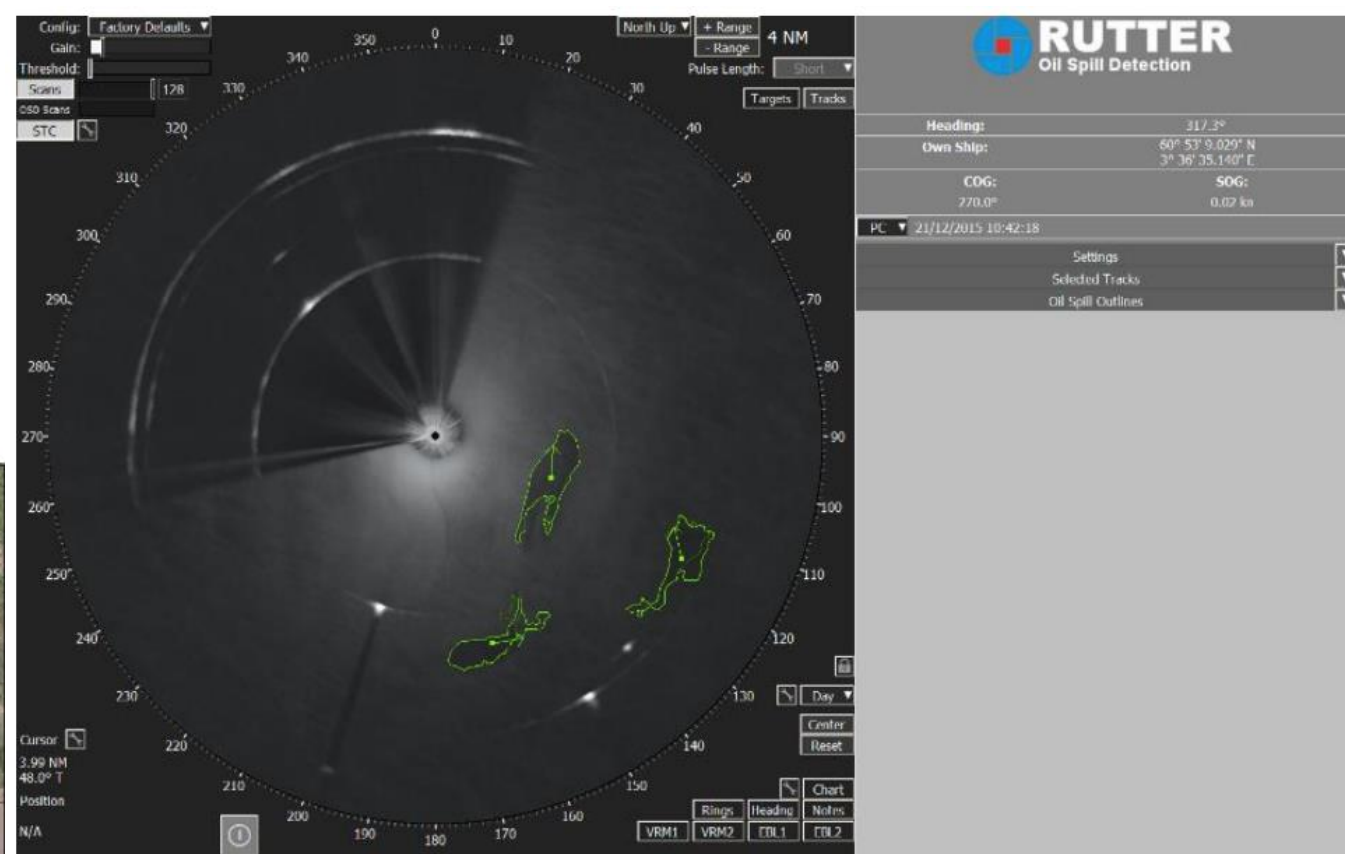 Config: Factory Defaults
Gain:
Threshold:
Scans 128
OSD Scans
STC
North Up + Range 4 NM
- Range
Pulse Length: Short
Targets Tracks
0
10
20
30
40
50
60
70
80
90
100
110
120
130
140
150
160
170
180
190
200
210
220
230
240
250
260
270
280
290
300
310
320
330
340
350
Cursor
3.99 NM
48.0° T
Position
N/A
Day
Center
Reset
Chart
Rings Heading Notes
VRM1 VRM2 EBL1 EBL2
RUTTER
Oil Spill Detection
Heading: 317.3°
Own Ship: 60° 53' 9.029" N
3° 36' 35.140" E
COG: SOG:
270.0° 0.02 kn
PC 21/12/2015 10:42:18
Settings
Selected Tracks
Oil Spill Outlines